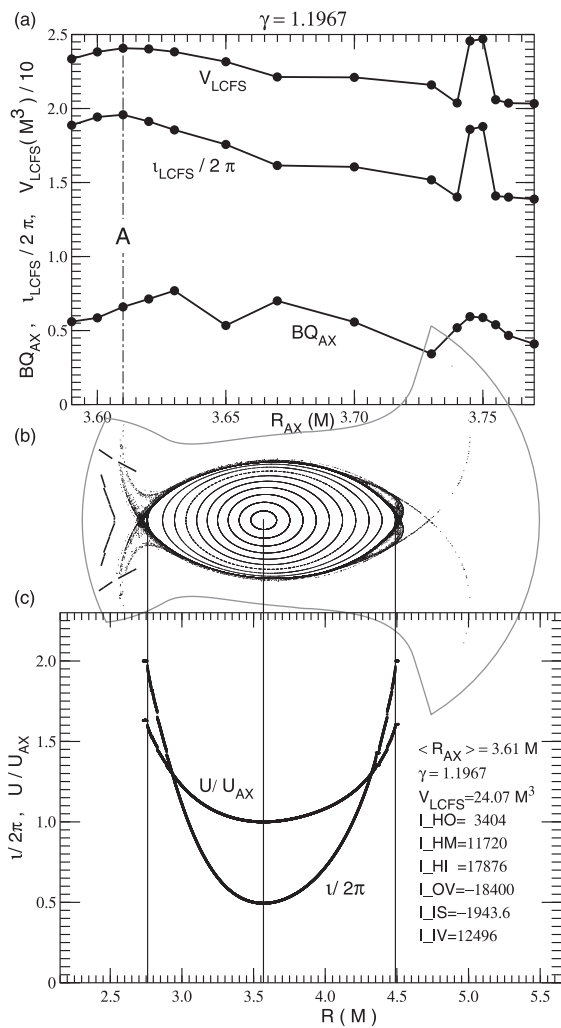 (a)
γ = 1.1967
BQ_AX , ι_LCFS / 2 π, V_LCFS( M³ ) / 10
2.5
2.0
1.5
1.0
0.5
0
V_LCFS
ι_LCFS / 2 π
A
BQ_AX
3.60 3.65 3.70 3.75
R_AX (M)
(b)
(c)
ι/2π , U / U_AX
2.0
1.5
1.0
0.5
U/ U_AX
ι/ 2π
< R_AX > = 3.61 M
γ = 1.1967
V_LCFS=24.07 M³
I_HO= 3404
I_HM=11720
I_HI =17876
I_OV=−18400
I_IS=−1943.6
I_IV=12496
2.5 3.0 3.5 4.0 4.5 5.0 5.5
R ( M )